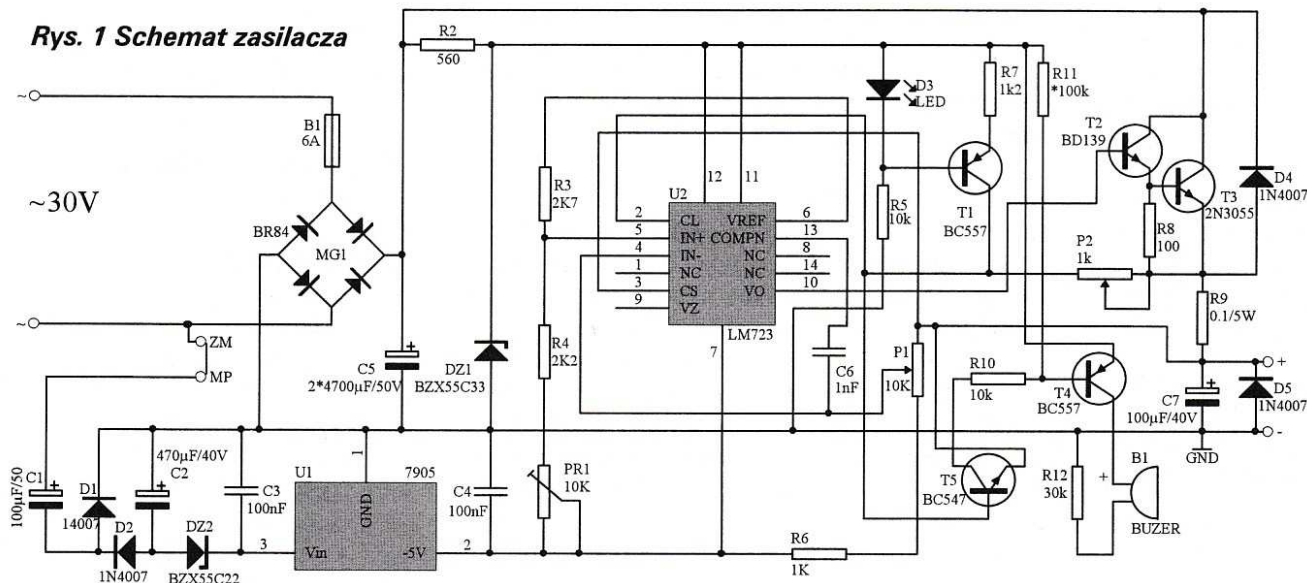 Rys. 1 Schemat zasilacza
R2
560
~
B1
6A
~30V
BR84
MG1
~
ZM
MP
C5
2*4700µF/50V
DZ1
BZX55C33
R3
2K7
R4
2K2
D3
LED
R7
1k2
R11
*100k
T2
BD139
T3
2N3055
D4
1N4007
12
11
U2
2
CL
VREF
6
5
IN+
COMPN
13
4
IN-
NC
8
1
NC
NC
14
3
CS
VO
10
9
VZ
LM723
7
R5
10k
T1
BC557
R8
100
P2
1k
R9
0.1/5W
C6
1nF
P1
10K
R10
10k
T4
BC557
+
C7
+
100µF/40V
D5
1N4007
-
GND
C1
+
100µF/50
D1
14007
470µF/40V
C2
+
D2
1N4007
DZ2
BZX55C22
C3
100nF
U1
7905
1
GND
3
Vin
-5V
2
C4
100nF
PR1
10K
R6
1K
T5
BC547
R12
30k
+
B1
BUZER
+